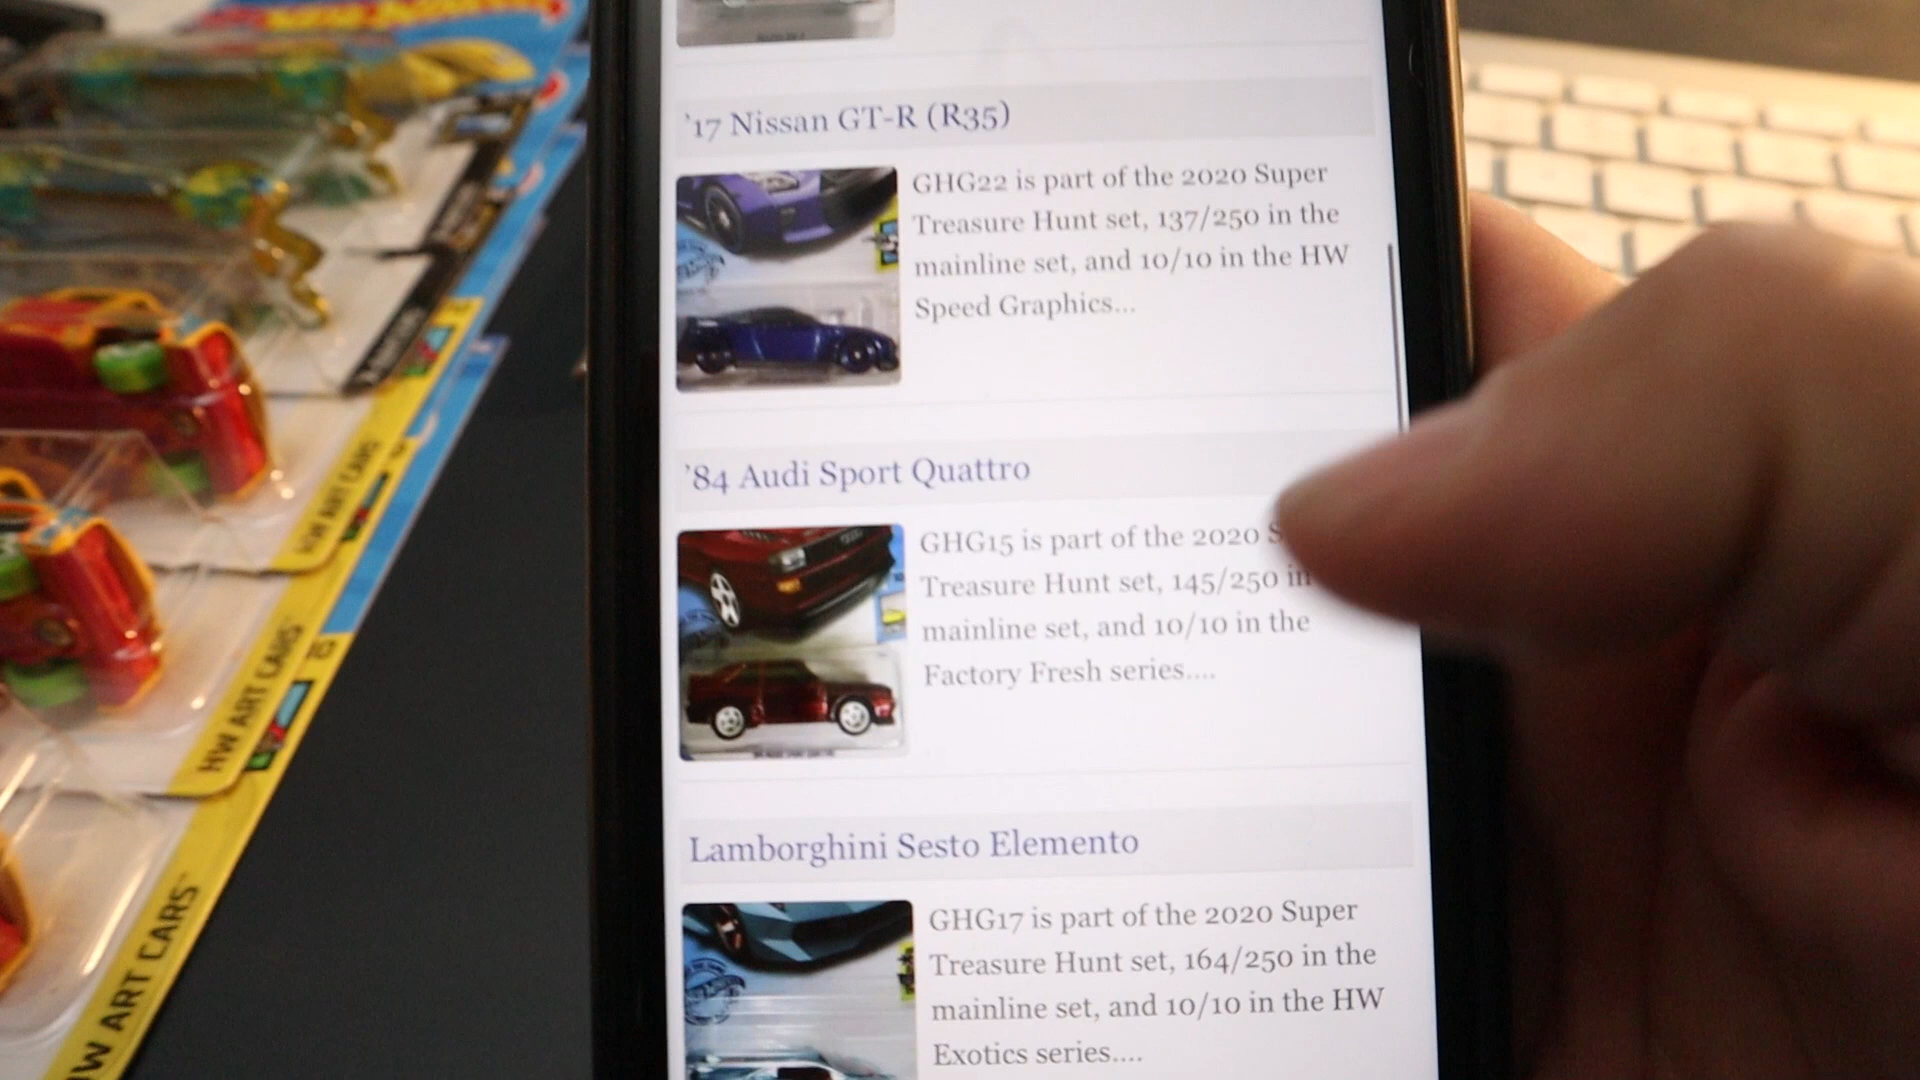 '17 Nissan GT-R (R35)
GHG22 is part of the 2020 Super
Treasure Hunt set, 137/250 in the
mainline set, and 10/10 in the HW
Speed Graphics...
'84 Audi Sport Quattro
GHG15 is part of the 2020 S
Treasure Hunt set, 145/250 in
mainline set, and 10/10 in the
Factory Fresh series....
Lamborghini Sesto Elemento
GHG17 is part of the 2020 Super
Treasure Hunt set, 164/250 in the
mainline set, and 10/10 in the HW
Exotics series....
HW ART CARS
HW ART CARS™
W ART CARS™